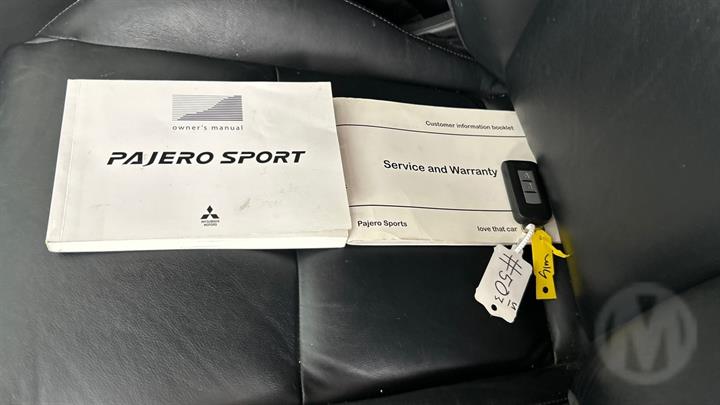 owner's manual
PAJERO SPORT
MITSUBISHI
MOTORS
Customer information booklet
Service and Warranty
Pajero Sports
love that car
#503
M